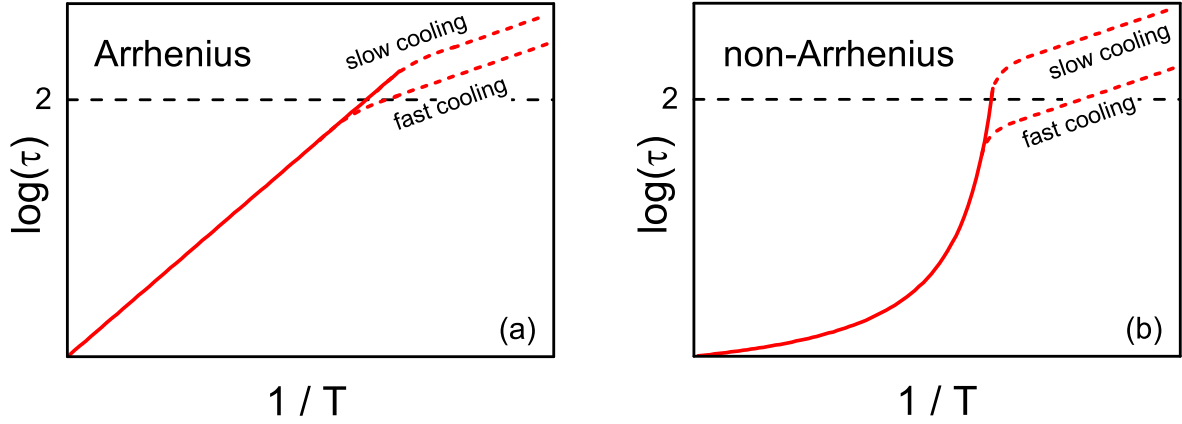 Arrhenius
slow cooling
fast cooling
2
log(τ)
(a)
1 / T
non-Arrhenius
slow cooling
fast cooling
2
log(τ)
(b)
1 / T